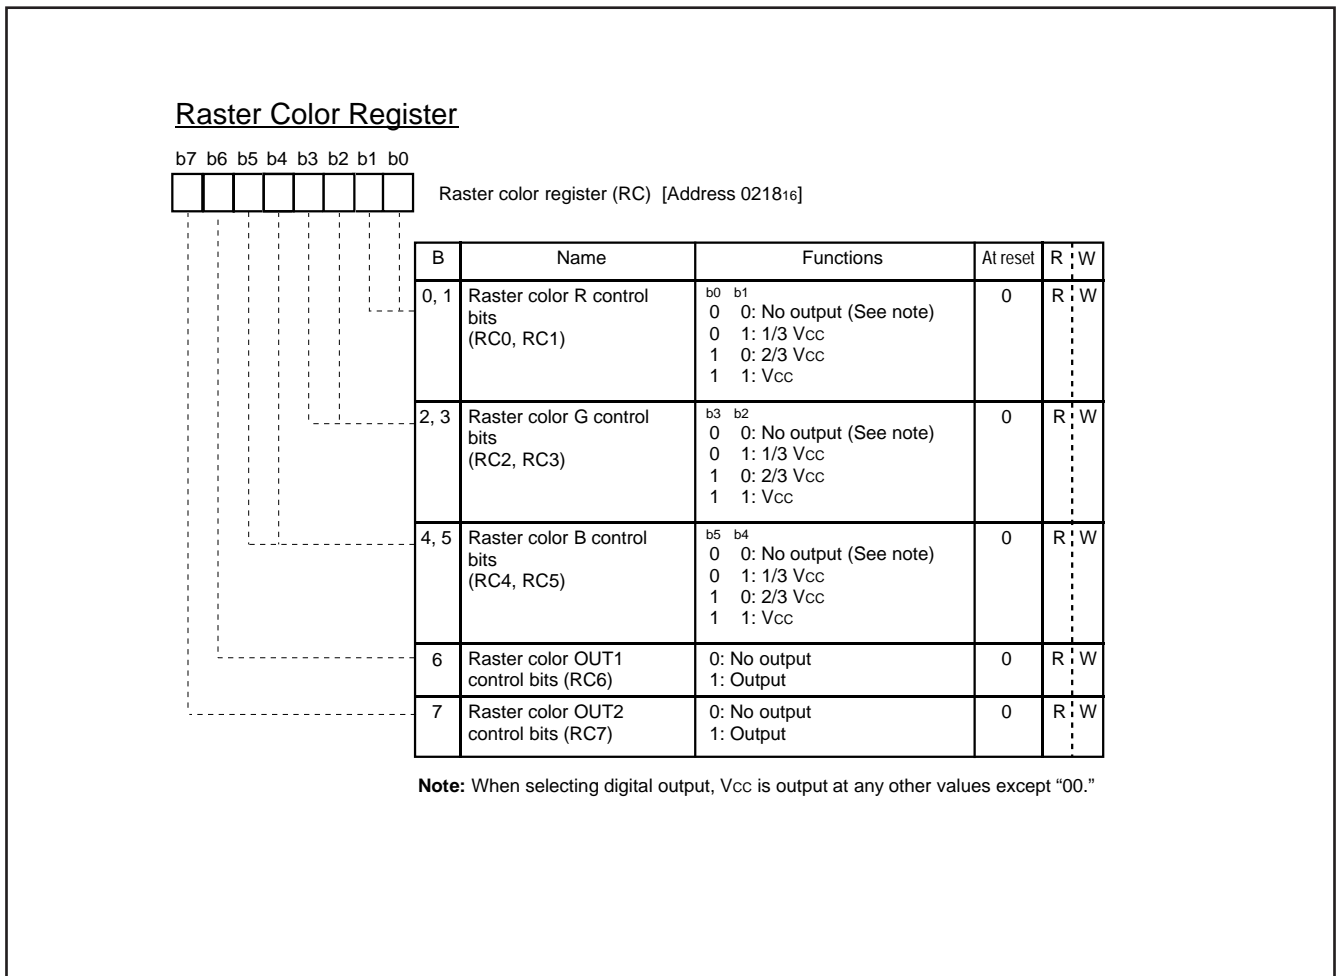 Raster Color Register
b7 b6 b5 b4 b3 b2 b1 b0
Raster color register (RC) [Address 021816]
B Name Functions At reset R W
0, 1 Raster color R control bits (RC0, RC1) b0 b1 0 R W
0 0: No output (See note)
0 1: 1/3 VCC
1 0: 2/3 VCC
1 1: VCC
2, 3 Raster color G control bits (RC2, RC3) b3 b2 0 R W
0 0: No output (See note)
0 1: 1/3 VCC
1 0: 2/3 VCC
1 1: VCC
4, 5 Raster color B control bits (RC4, RC5) b5 b4 0 R W
0 0: No output (See note)
0 1: 1/3 VCC
1 0: 2/3 VCC
1 1: VCC
6 Raster color OUT1 0: No output 0 R W
control bits (RC6) 1: Output
7 Raster color OUT2 0: No output 0 R W
control bits (RC7) 1: Output
Note: When selecting digital output, VCC is output at any other values except “00.”